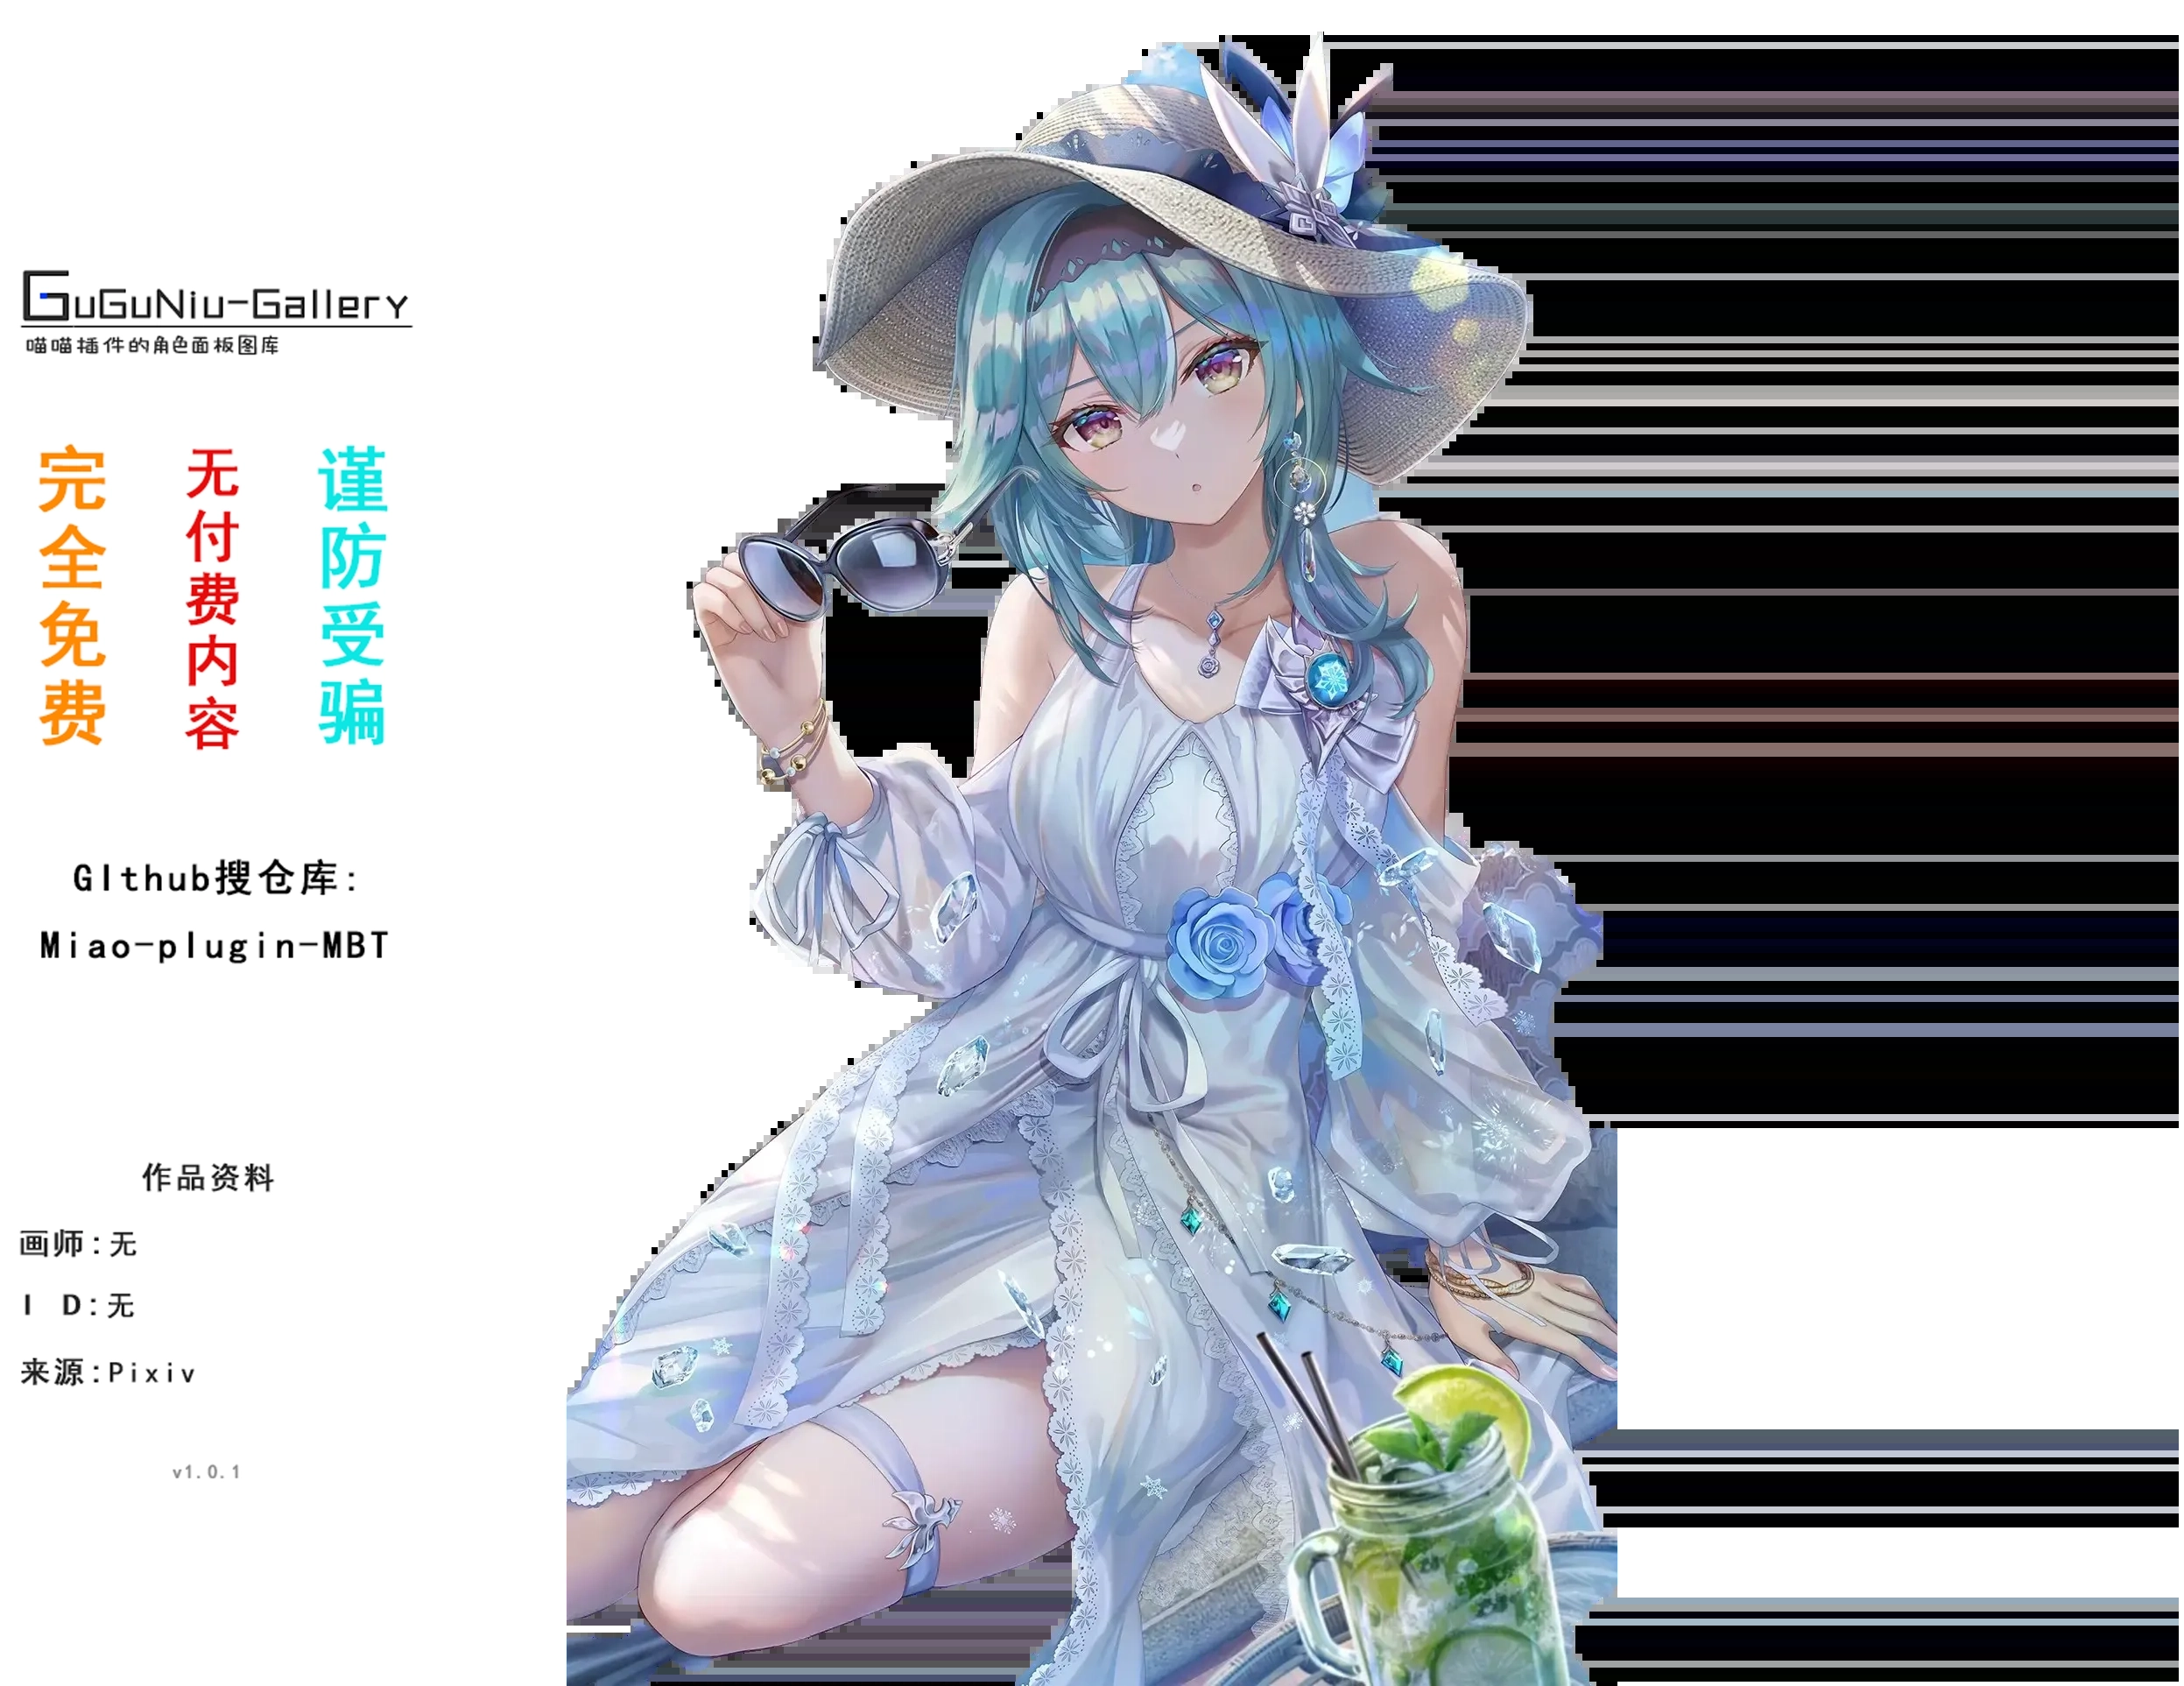 GuGuNiu-Gallery
喵喵插件的角色面板图库
完全免费
无付费内容
谨防受骗
GIthub搜仓库:
Miao-plugin-MBT
作品资料
画师:无
I D:无
来源:Pixiv
v1.0.1